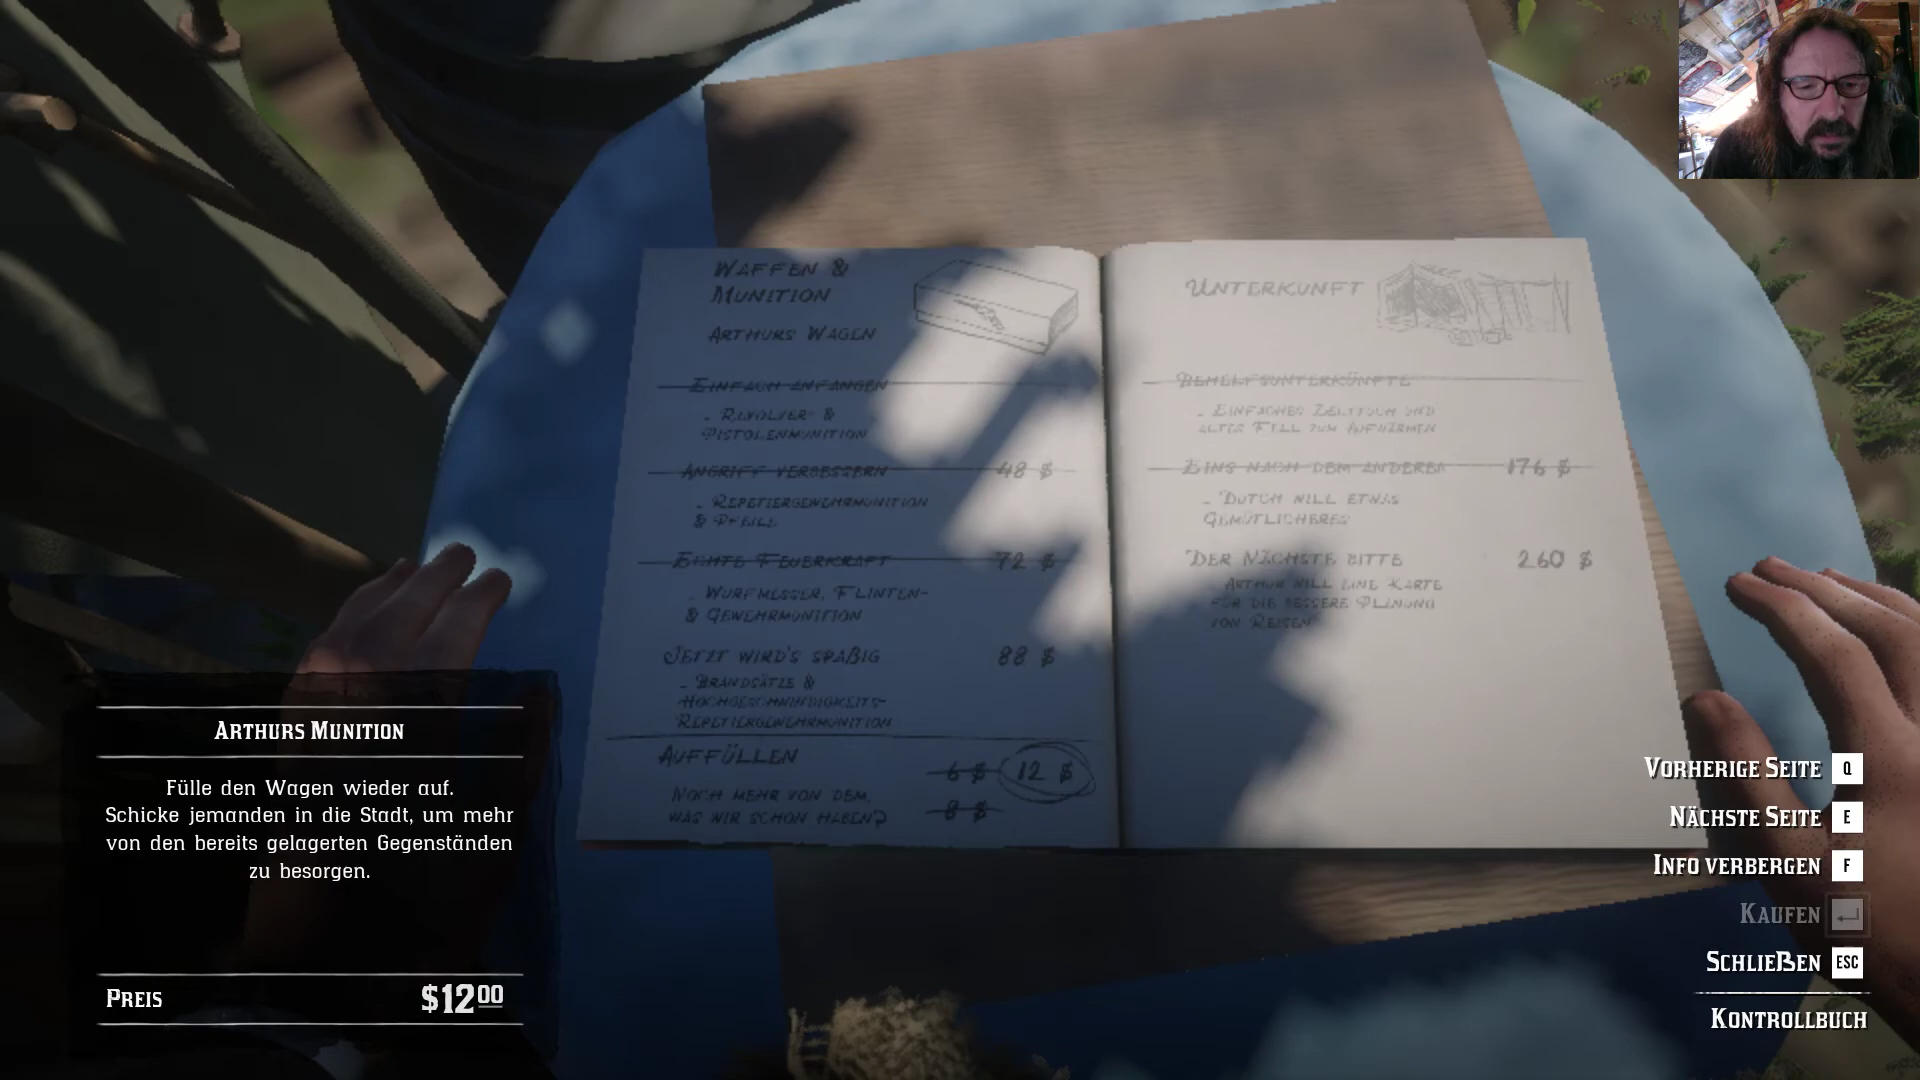 WAFFEN &
MUNITION
ARTHURS WAGEN
EINFACH ANFANGEN
- REVOLVER- &
PISTOLENMUNITION
ANGRIFF VERBESSERN 48 $
- REPETIERGEWEHRMUNITION
& PFEILE
ECHTE FEUERKRAFT 72 $
- WURFMESSER, FLINTEN-
& GEWEHRMUNITION
JETZT WIRD'S SPAẞIG 88 $
- BRANDSÄTZE &
HOCHGESCHWINDIGKEITS-
REPETIERGEWEHRMUNITION
AUFFÜLLEN 6 $ 12 $
NOCH MEHR VON DEM,
WAS WIR SCHON HABEN? 8 $
UNTERKUNFT
BEHELFSUNTERKÜNFTE
- EINFACHES ZELTTUCH UND
ALTES FELL ZUM AUFWÄRMEN
EINS NACH DEM ANDEREN 176 $
- DUTCH WILL ETWAS
GEMÜTLICHERES
DER NÄCHSTE BITTE 260 $
- ARTHUR WILL EINE KARTE
FÜR DIE BESSERE PLANUNG
VON REISEN
ARTHURS MUNITION
Fülle den Wagen wieder auf.
Schicke jemanden in die Stadt, um mehr
von den bereits gelagerten Gegenständen
zu besorgen.
PREIS $12 00
VORHERIGE SEITE Q
NÄCHSTE SEITE E
INFO VERBERGEN F
KAUFEN
SCHLIEẞEN ESC
KONTROLLBUCH